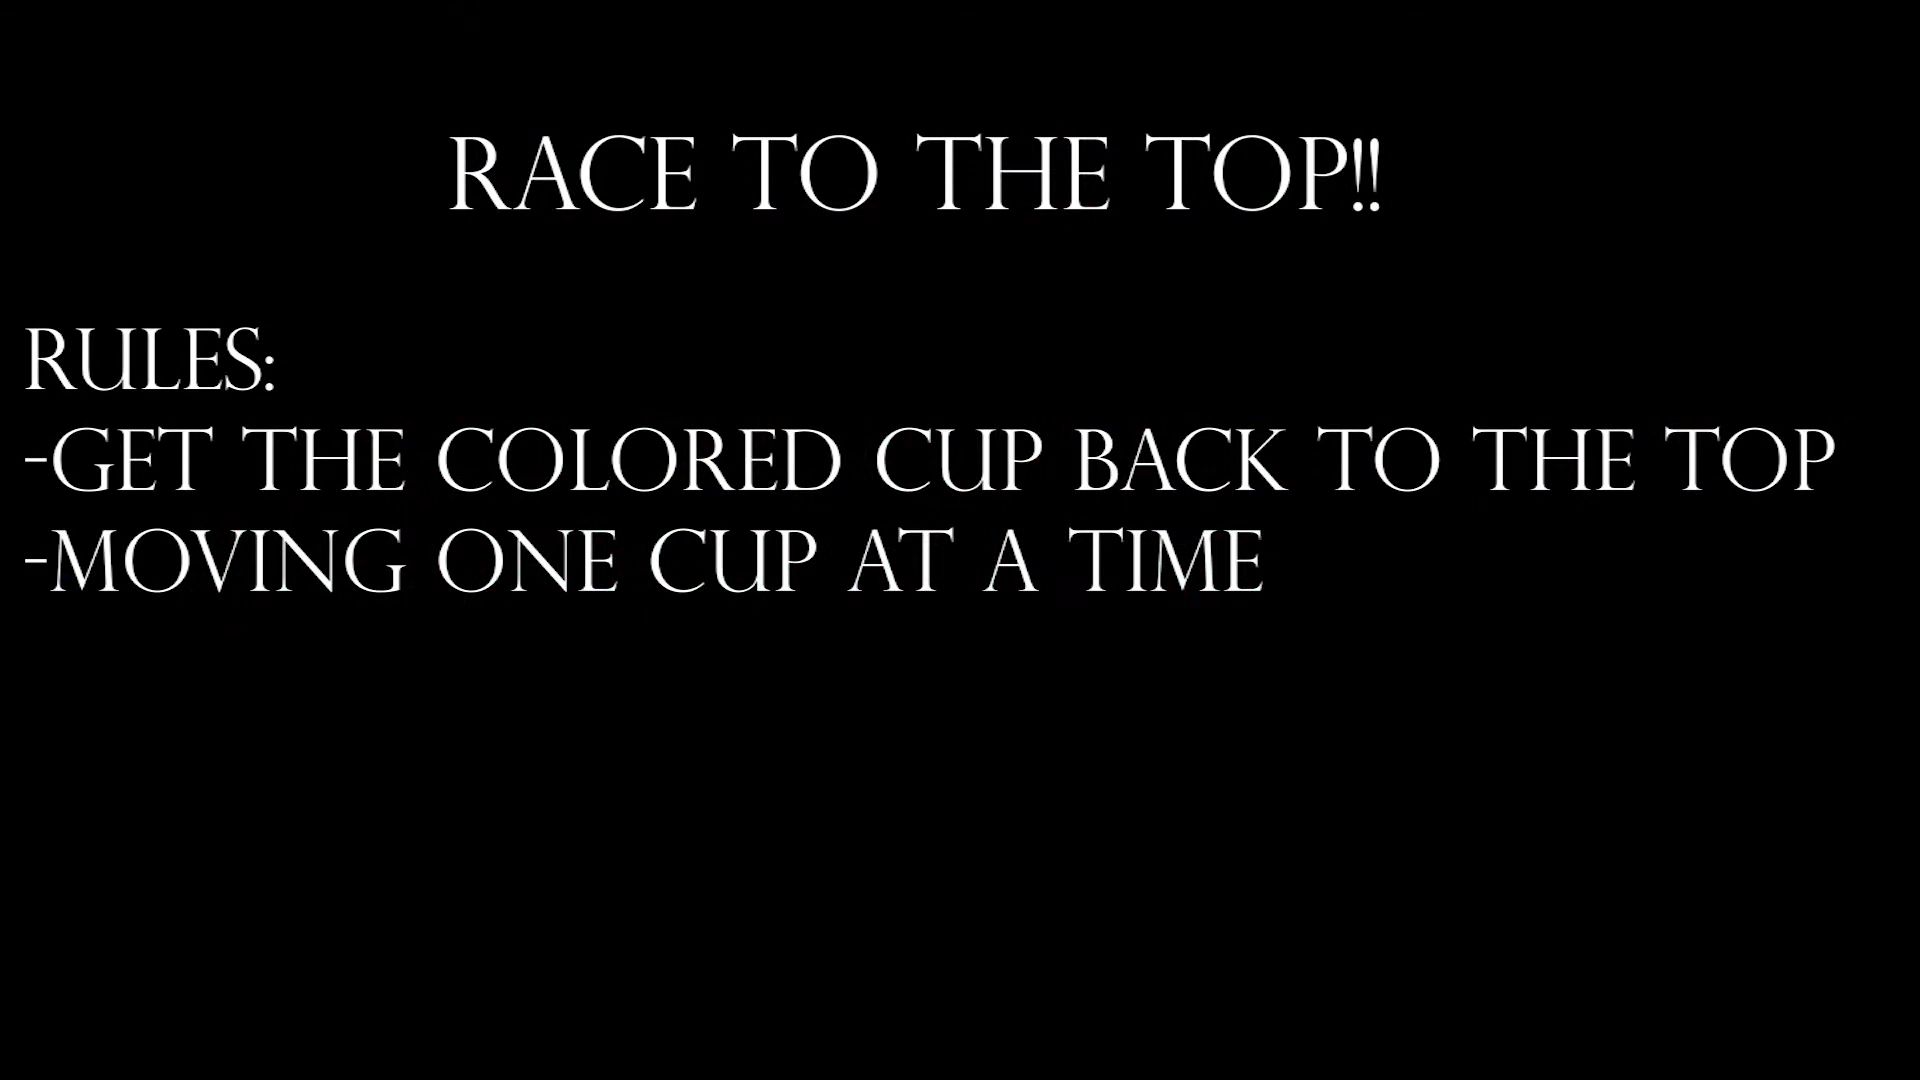 RACE TO THE TOP!!
RULES:
-GET THE COLORED CUP BACK TO THE TOP
-MOVING ONE CUP AT A TIME